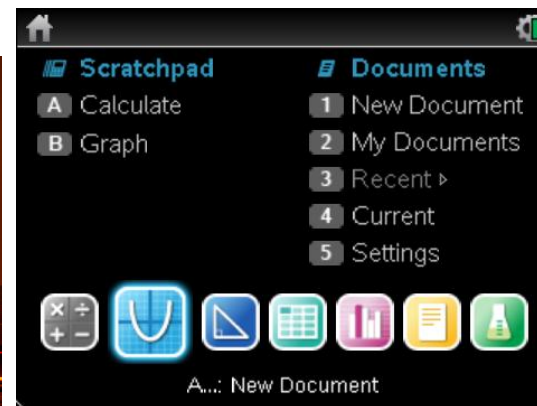 Scratchpad
A Calculate
B Graph
Documents
1 New Document
2 My Documents
3 Recent ▹
4 Current
5 Settings
A...: New Document